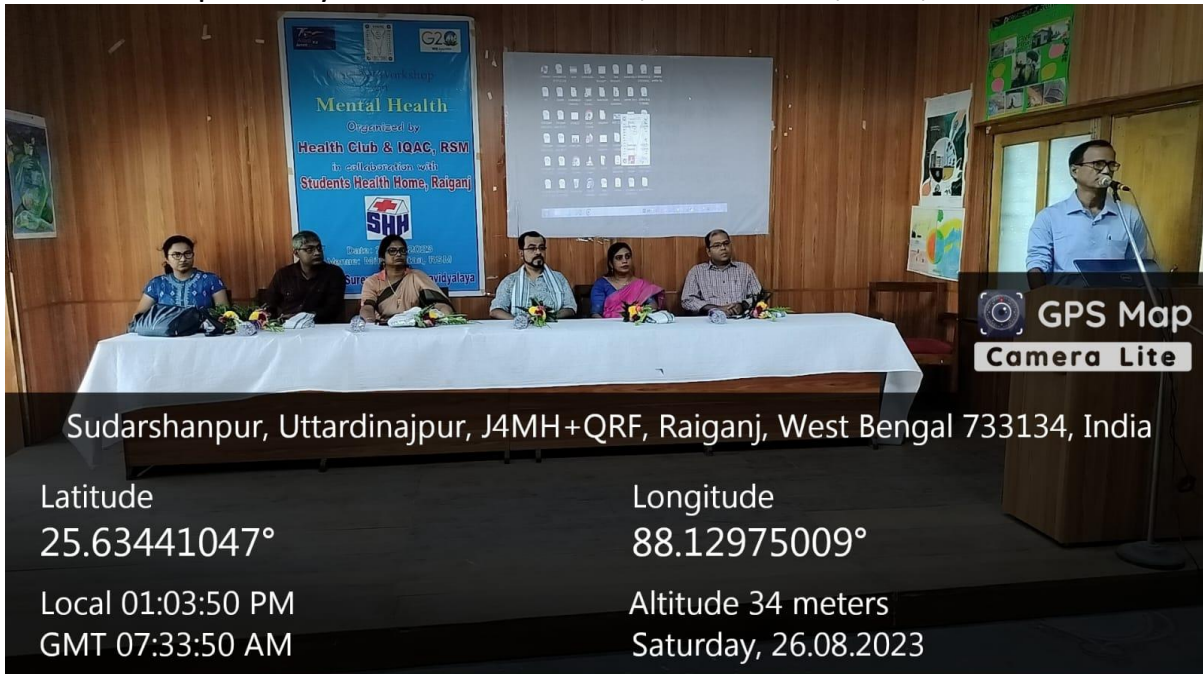 G20
Workshop
Mental Health
Organized by
Health Club & IQAC, RSM
in collaboration with
Students Health Home, Raiganj
SHH
GPS Map
Camera Lite
Sudarshanpur, Uttardinajpur, J4MH+QRF, Raiganj, West Bengal 733134, India
Latitude
25.63441047°
Longitude
88.12975009°
Local 01:03:50 PM
GMT 07:33:50 AM
Altitude 34 meters
Saturday, 26.08.2023